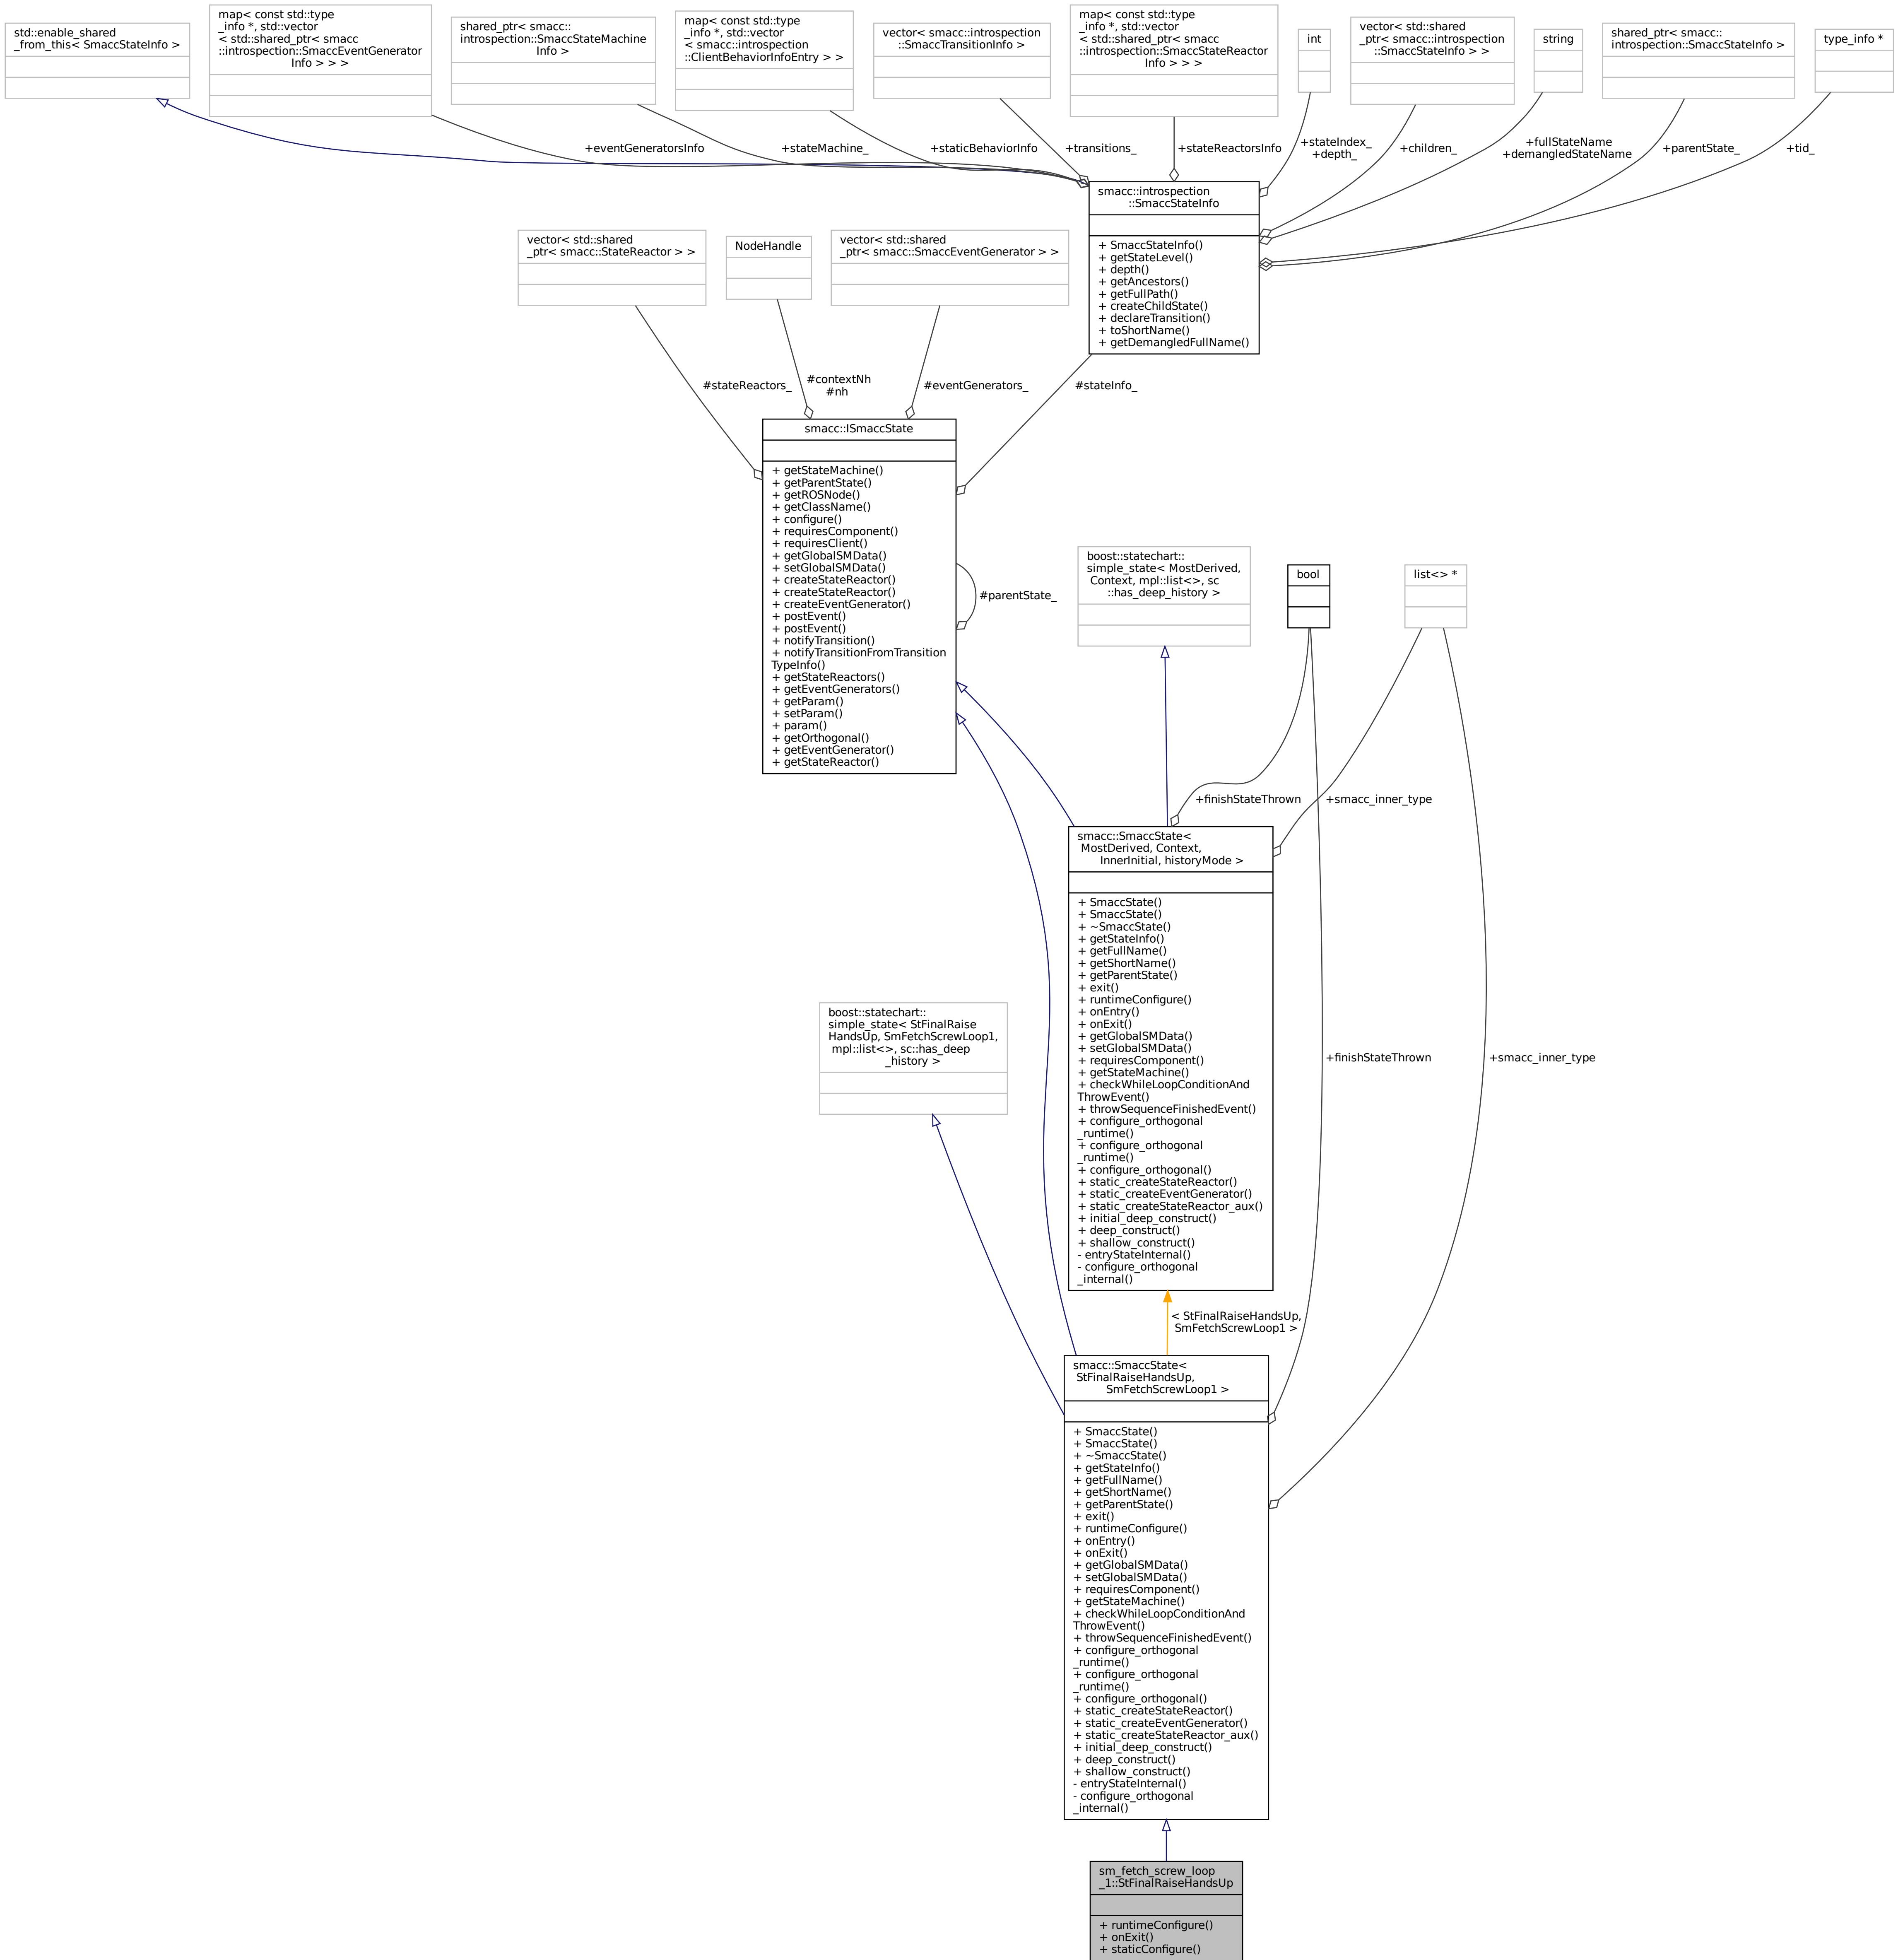 std::enable_shared
_from_this< SmaccStateInfo >
map< const std::type
_info *, std::vector
< std::shared_ptr< smacc
::introspection::SmaccEventGenerator
Info > > >
shared_ptr< smacc::
introspection::SmaccStateMachine
Info >
map< const std::type
_info *, std::vector
< smacc::introspection
::ClientBehaviorInfoEntry > >
vector< smacc::introspection
::SmaccTransitionInfo >
map< const std::type
_info *, std::vector
< std::shared_ptr< smacc
::introspection::SmaccStateReactor
Info > > >
int
vector< std::shared
_ptr< smacc::introspection
::SmaccStateInfo > >
string
shared_ptr< smacc::
introspection::SmaccStateInfo >
type_info *
+eventGeneratorsInfo
+stateMachine_
+staticBehaviorInfo
+transitions_
+stateReactorsInfo
+stateIndex_
+depth_
+children_
+fullStateName
+demangledStateName
+parentState_
+tid_
smacc::introspection
::SmaccStateInfo
+ SmaccStateInfo()
+ getStateLevel()
+ depth()
+ getAncestors()
+ getFullPath()
+ createChildState()
+ declareTransition()
+ toShortName()
+ getDemangledFullName()
vector< std::shared
_ptr< smacc::StateReactor > >
NodeHandle
vector< std::shared
_ptr< smacc::SmaccEventGenerator > >
#stateReactors_
#contextNh
#nh
#eventGenerators_
#stateInfo_
smacc::ISmaccState
+ getStateMachine()
+ getParentState()
+ getROSNode()
+ getClassName()
+ configure()
+ requiresComponent()
+ requiresClient()
+ getGlobalSMData()
+ setGlobalSMData()
+ createStateReactor()
+ createStateReactor()
+ createEventGenerator()
+ postEvent()
+ postEvent()
+ notifyTransition()
+ notifyTransitionFromTransition
TypeInfo()
+ getStateReactors()
+ getEventGenerators()
+ getParam()
+ setParam()
+ param()
+ getOrthogonal()
+ getEventGenerator()
+ getStateReactor()
#parentState_
boost::statechart::
simple_state< MostDerived,
Context, mpl::list<>, sc
::has_deep_history >
bool
list<> *
+finishStateThrown
+smacc_inner_type
smacc::SmaccState<
MostDerived, Context,
InnerInitial, historyMode >
+ SmaccState()
+ SmaccState()
+ ~SmaccState()
+ getStateInfo()
+ getFullName()
+ getShortName()
+ getParentState()
+ exit()
+ runtimeConfigure()
+ onEntry()
+ onExit()
+ getGlobalSMData()
+ setGlobalSMData()
+ requiresComponent()
+ getStateMachine()
+ checkWhileLoopConditionAnd
ThrowEvent()
+ throwSequenceFinishedEvent()
+ configure_orthogonal
_runtime()
+ configure_orthogonal
_runtime()
+ configure_orthogonal()
+ static_createStateReactor()
+ static_createEventGenerator()
+ static_createStateReactor_aux()
+ initial_deep_construct()
+ deep_construct()
+ shallow_construct()
- entryStateInternal()
- configure_orthogonal
_internal()
boost::statechart::
simple_state< StFinalRaise
HandsUp, SmFetchScrewLoop1,
mpl::list<>, sc::has_deep
_history >
+finishStateThrown
+smacc_inner_type
< StFinalRaiseHandsUp,
SmFetchScrewLoop1 >
smacc::SmaccState<
StFinalRaiseHandsUp,
SmFetchScrewLoop1 >
+ SmaccState()
+ SmaccState()
+ ~SmaccState()
+ getStateInfo()
+ getFullName()
+ getShortName()
+ getParentState()
+ exit()
+ runtimeConfigure()
+ onEntry()
+ onExit()
+ getGlobalSMData()
+ setGlobalSMData()
+ requiresComponent()
+ getStateMachine()
+ checkWhileLoopConditionAnd
ThrowEvent()
+ throwSequenceFinishedEvent()
+ configure_orthogonal
_runtime()
+ configure_orthogonal
_runtime()
+ configure_orthogonal()
+ static_createStateReactor()
+ static_createEventGenerator()
+ static_createStateReactor_aux()
+ initial_deep_construct()
+ deep_construct()
+ shallow_construct()
- entryStateInternal()
- configure_orthogonal
_internal()
sm_fetch_screw_loop
_1::StFinalRaiseHandsUp
+ runtimeConfigure()
+ onExit()
+ staticConfigure()